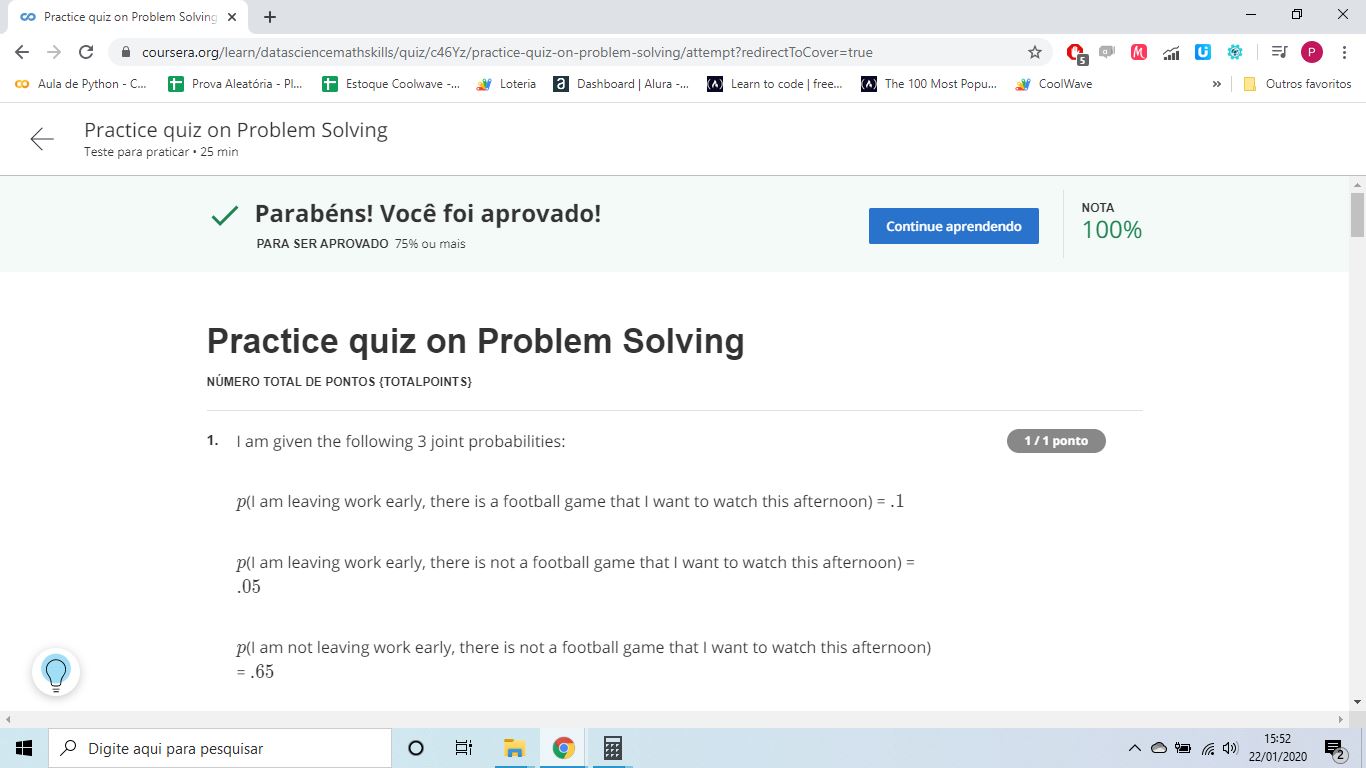 Practice quiz on Problem Solving
coursera.org/learn/datasciencemathskills/quiz/c46Yz/practice-quiz-on-problem-solving/attempt?redirectToCover=true
5
M
P
Aula de Python - C...
Prova Aleatória - Pl...
Estoque Coolwave -...
Loteria
a
Dashboard | Alura -...
Learn to code | free...
The 100 Most Popu...
CoolWave
»
Outros favoritos
Practice quiz on Problem Solving
Teste para praticar • 25 min
Parabéns! Você foi aprovado!
PARA SER APROVADO 75% ou mais
Continue aprendendo
NOTA
100%
Practice quiz on Problem Solving
NÚMERO TOTAL DE PONTOS {TOTALPOINTS}
1. I am given the following 3 joint probabilities:
1 / 1 ponto
p(I am leaving work early, there is a football game that I want to watch this afternoon) = .1
p(I am leaving work early, there is not a football game that I want to watch this afternoon) =
.05
p(I am not leaving work early, there is not a football game that I want to watch this afternoon)
= .65
Digite aqui para pesquisar
15:52
22/01/2020
2